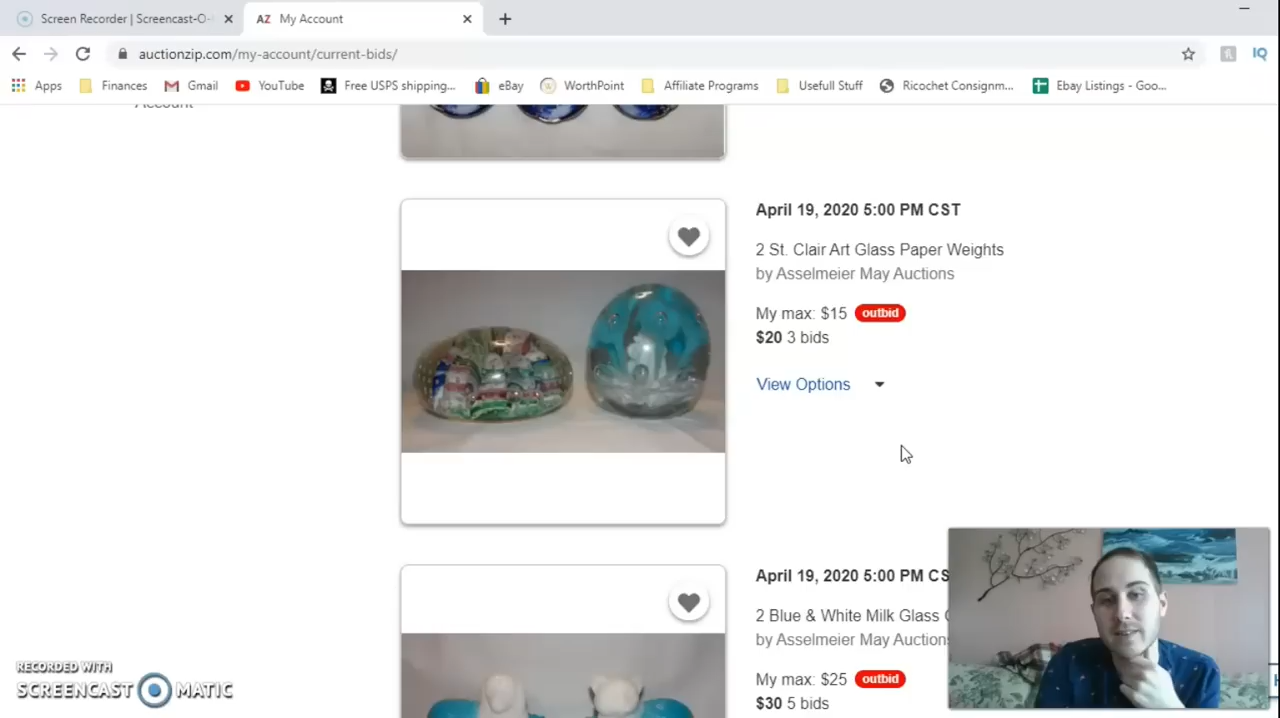 Screen Recorder | Screencast-O-
AZ My Account
auctionzip.com/my-account/current-bids/
IQ
Apps Finances Gmail YouTube Free USPS shipping,... eBay WorthPoint Affiliate Programs Usefull Stuff Ricochet Consignm... Ebay Listings - Goo...
Account
April 19, 2020 5:00 PM CST
2 St. Clair Art Glass Paper Weights
by Asselmeier May Auctions
My max: $15 outbid
$20 3 bids
View Options
April 19, 2020 5:00 PM CS
2 Blue & White Milk Glass
by Asselmeier May Auctions
My max: $25 outbid
$30 5 bids
RECORDED WITH
SCREENCAST MATIC